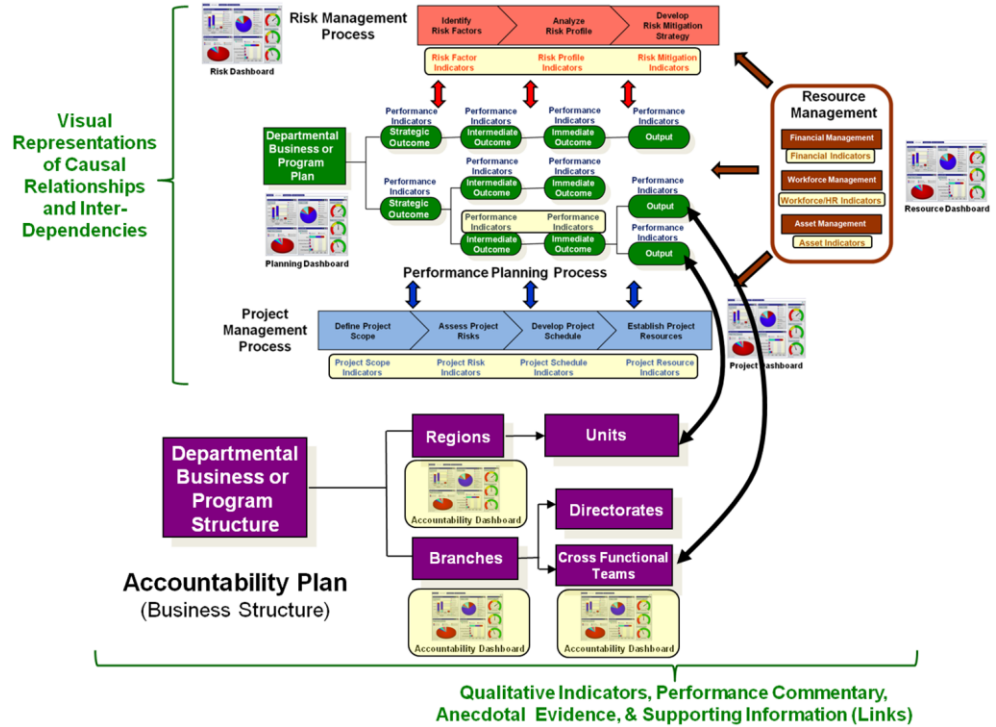 Risk Management
Process
Identify
Risk Factors
Analyze
Risk Profile
Develop
Risk Mitigation
Strategy
Risk Factor
Indicators
Risk Profile
Indicators
Risk Mitigation
Indicators
Risk Dashboard
Visual
Representations
of Causal
Relationships
and Inter-
Dependencies
Departmental
Business or
Program
Plan
Planning Dashboard
Performance
Indicators
Strategic
Outcome
Performance
Indicators
Intermediate
Outcome
Performance
Indicators
Immediate
Outcome
Performance
Indicators
Output
Performance
Indicators
Strategic
Outcome
Performance
Indicators
Intermediate
Outcome
Performance
Indicators
Immediate
Outcome
Performance
Indicators
Output
Performance
Indicators
Intermediate
Outcome
Performance
Indicators
Immediate
Outcome
Performance
Indicators
Output
Performance Planning Process
Resource
Management
Financial Management
Financial Indicators
Workforce Management
Workforce/HR Indicators
Asset Management
Asset Indicators
Resource Dashboard
Project
Management
Process
Define Project
Scope
Assess Project
Risks
Develop Project
Schedule
Establish Project
Resources
Project Scope
Indicators
Project Risk
Indicators
Project Schedule
Indicators
Project Resource
Indicators
Project Dashboard
Departmental
Business or
Program
Structure
Regions
Units
Accountability Dashboard
Directorates
Branches
Cross Functional
Teams
Accountability Dashboard
Accountability Dashboard
Accountability Plan
(Business Structure)
Qualitative Indicators, Performance Commentary,
Anecdotal Evidence, & Supporting Information (Links)